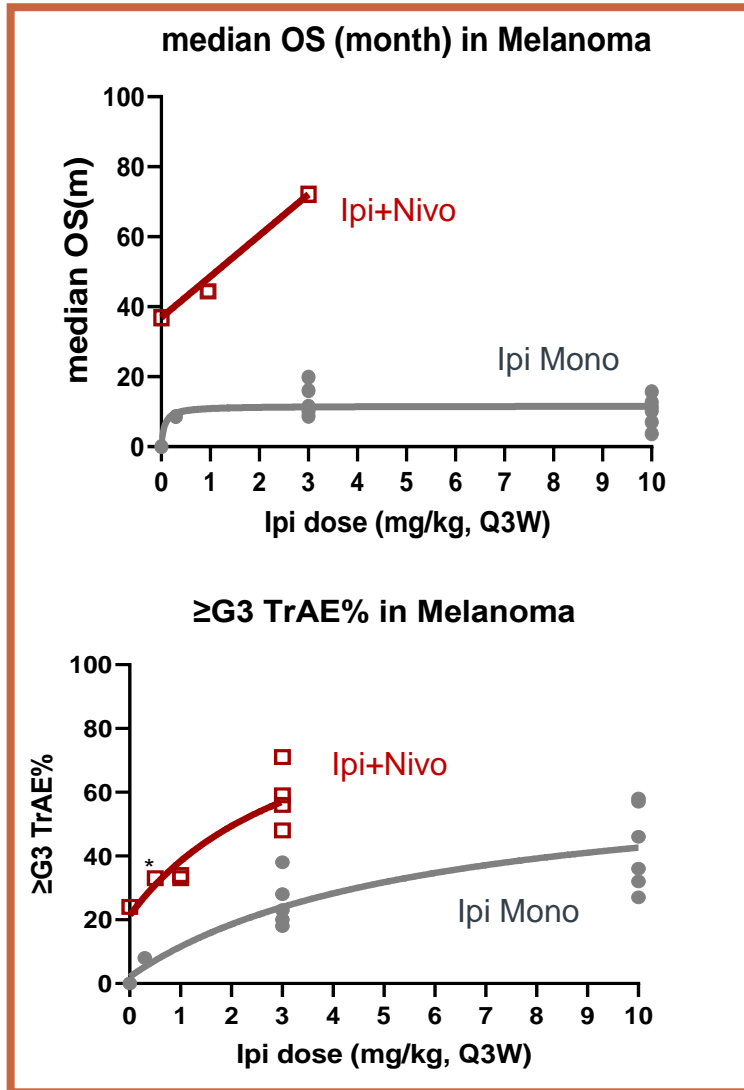 median OS (month) in Melanoma
100
80
60
40
20
0
median OS(m)
Ipi+Nivo
Ipi Mono
0 1 2 3 4 5 6 7 8 9 10
Ipi dose (mg/kg, Q3W)
≥G3 TrAE% in Melanoma
100
80
60
40
20
0
≥G3 TrAE%
Ipi+Nivo
*
Ipi Mono
0 1 2 3 4 5 6 7 8 9 10
Ipi dose (mg/kg, Q3W)